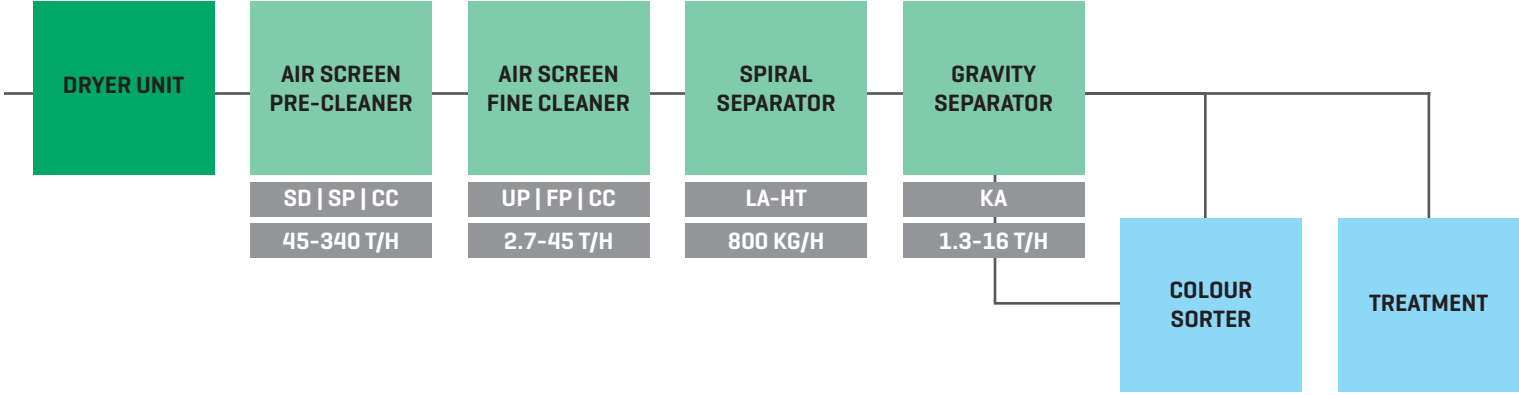 DRYER UNIT
AIR SCREEN
PRE-CLEANER
SD | SP | CC
45-340 T/H
AIR SCREEN
FINE CLEANER
UP | FP | CC
2.7-45 T/H
SPIRAL
SEPARATOR
LA-HT
800 KG/H
GRAVITY
SEPARATOR
KA
1.3-16 T/H
COLOUR
SORTER
TREATMENT